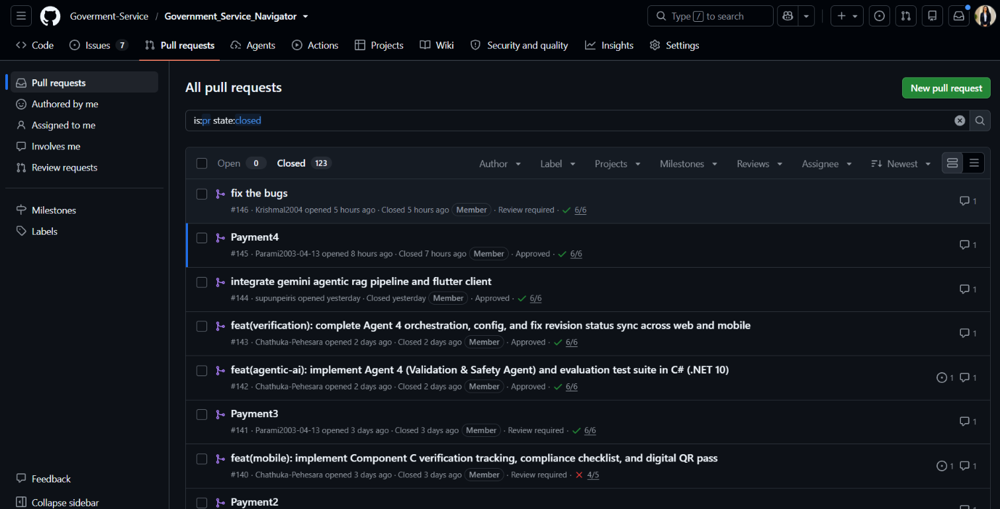 Goverment-Service / Government_Service_Navigator
Type / to search
Code
Issues 7
Pull requests
Agents
Actions
Projects
Wiki
Security and quality
Insights
Settings
Pull requests
Authored by me
Assigned to me
Involves me
Review requests
Milestones
Labels
Feedback
Collapse sidebar
All pull requests
New pull request
is:pr state:closed
Open 0 Closed 123 Author Label Projects Milestones Reviews Assignee Newest
fix the bugs
#146 · Krishmal2004 opened 5 hours ago · Closed 5 hours ago Member · Review required · 6/6
1
Payment4
#145 · Parami2003-04-13 opened 8 hours ago · Closed 7 hours ago Member · Approved · 6/6
1
integrate gemini agentic rag pipeline and flutter client
#144 · supunpeiris opened yesterday · Closed yesterday Member · Approved · 6/6
1
feat(verification): complete Agent 4 orchestration, config, and fix revision status sync across web and mobile
#143 · Chathuka-Pehesara opened 2 days ago · Closed 2 days ago Member · Approved · 6/6
1
feat(agentic-ai): implement Agent 4 (Validation & Safety Agent) and evaluation test suite in C# (.NET 10)
#142 · Chathuka-Pehesara opened 2 days ago · Closed 2 days ago Member · Approved · 6/6
1 1
Payment3
#141 · Parami2003-04-13 opened 3 days ago · Closed 3 days ago Member · Review required · 6/6
1
feat(mobile): implement Component C verification tracking, compliance checklist, and digital QR pass
#140 · Chathuka-Pehesara opened 3 days ago · Closed 3 days ago Member · Review required · 4/5
1 1
Payment2